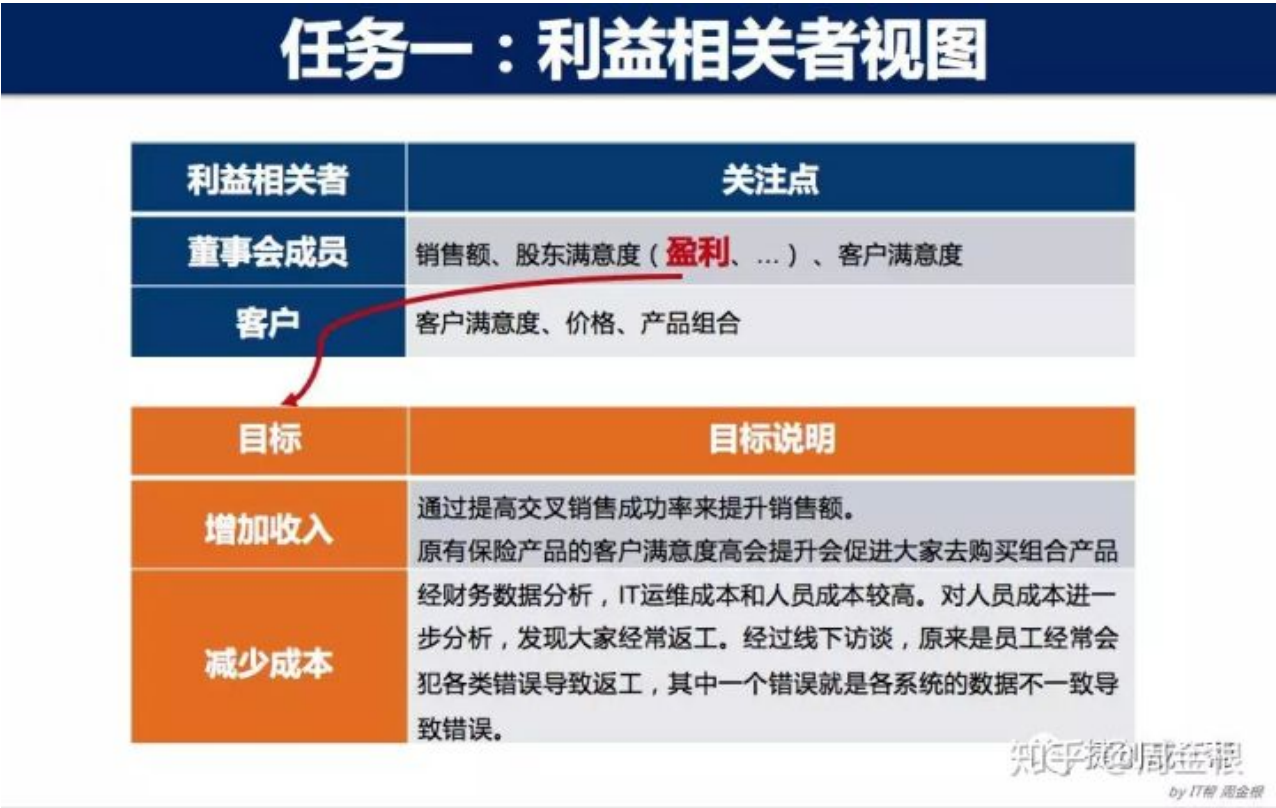 任务一：利益相关者视图
利益相关者 关注点
董事会成员 销售额、股东满意度（盈利、...）、客户满意度
客户 客户满意度、价格、产品组合
目标 目标说明
增加收入
通过提高交叉销售成功率来提升销售额。
原有保险产品的客户满意度高会提升会促进大家去购买组合产品
减少成本
经财务数据分析，IT运维成本和人员成本较高。对人员成本进一
步分析，发现大家经常返工。经过线下访谈，原来是员工经常会
犯各类错误导致返工，其中一个错误就是各系统的数据不一致导
致错误。
知乎 @周金根
by IT帮 周金根